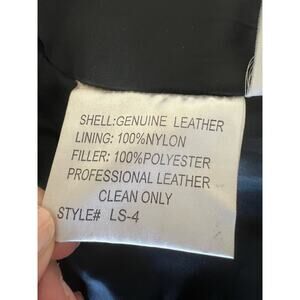 SHELL:GENUINE LEATHER
LINING: 100%NYLON
FILLER: 100%POLYESTER
PROFESSIONAL LEATHER
CLEAN ONLY
STYLE# LS-4